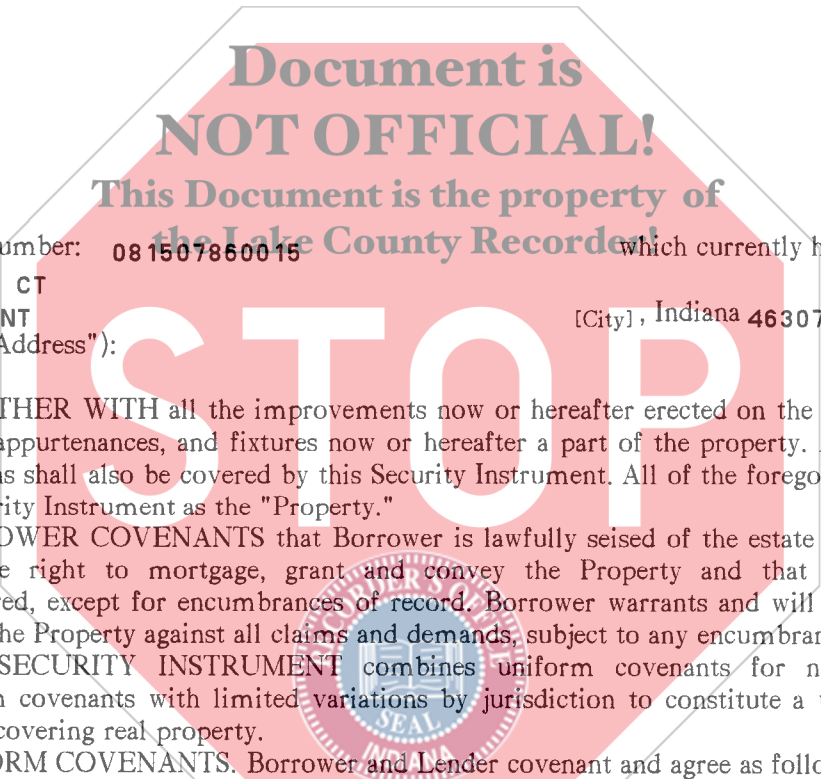 Document is
NOT OFFICIAL!
This Document is the property of
the Lake County Recorder!
umber: 081507860015 which currently h
CT
NT [City], Indiana 46307
Address"):
THER WITH all the improvements now or hereafter erected on the
appurtenances, and fixtures now or hereafter a part of the property.
ns shall also be covered by this Security Instrument. All of the forego
rity Instrument as the "Property."
OWER COVENANTS that Borrower is lawfully seised of the estate
e right to mortgage, grant and convey the Property and that
ed, except for encumbrances of record. Borrower warrants and will
he Property against all claims and demands, subject to any encumbran
SECURITY INSTRUMENT combines uniform covenants for n
n covenants with limited variations by jurisdiction to constitute a
covering real property.
ORM COVENANTS. Borrower and Lender covenant and agree as follo
STOP
RECORDER'S OF
SEAL
INDIANA